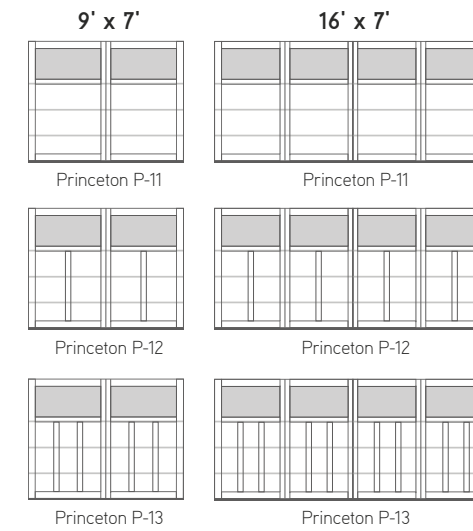 9' x 7'
16' x 7'
Princeton P-11
Princeton P-11
Princeton P-12
Princeton P-12
Princeton P-13
Princeton P-13